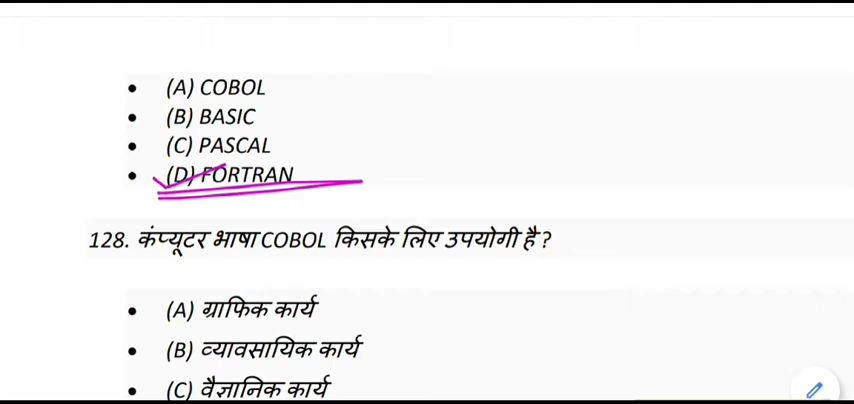 (A) COBOL
(B) BASIC
(C) PASCAL
(D) FORTRAN
128. कंप्यूटर भाषा COBOL किसके लिए उपयोगी है?
(A) ग्राफिक कार्य
(B) व्यावसायिक कार्य
(C) वैज्ञानिक कार्य